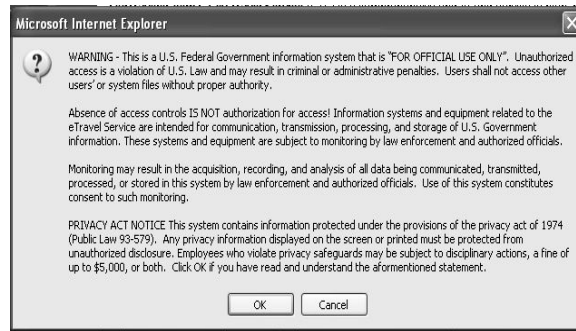 Microsoft Internet Explorer
WARNING - This is a U.S. Federal Government information system that is "FOR OFFICIAL USE ONLY". Unauthorized
access is a violation of U.S. Law and may result in criminal or administrative penalties. Users shall not access other
users' or system files without proper authority.
Absence of access controls IS NOT authorization for access! Information systems and equipment related to the
eTravel Service are intended for communication, transmission, processing, and storage of U.S. Government
information. These systems and equipment are subject to monitoring by law enforcement and authorized officials.
Monitoring may result in the acquisition, recording, and analysis of all data being communicated, transmitted,
processed, or stored in this system by law enforcement and authorized officials. Use of this system constitutes
consent to such monitoring.
PRIVACY ACT NOTICE This system contains information protected under the provisions of the privacy act of 1974
(Public Law 93-579). Any privacy information displayed on the screen or printed must be protected from
unauthorized disclosure. Employees who violate privacy safeguards may be subject to disciplinary actions, a fine of
up to $5,000, or both. Click OK if you have read and understand the aformentioned statement.
OK
Cancel